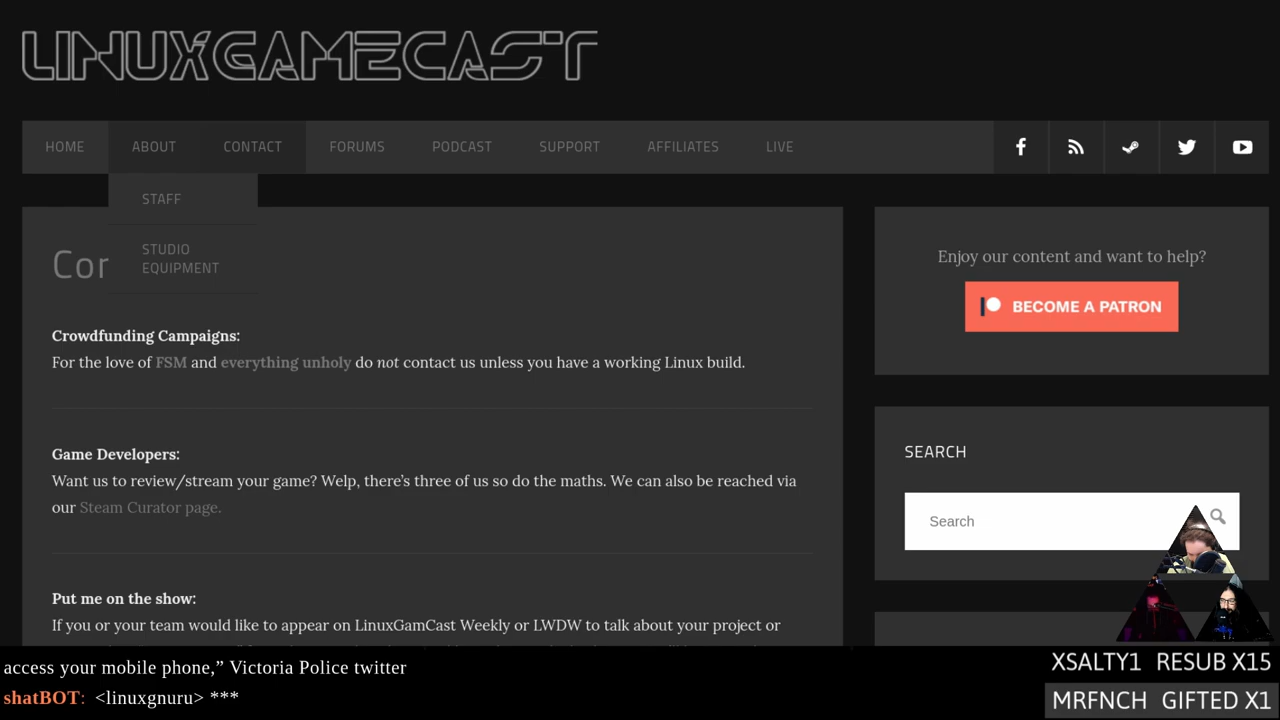 LINUXGAMECAST
HOME ABOUT CONTACT FORUMS PODCAST SUPPORT AFFILIATES LIVE
STAFF
STUDIO
EQUIPMENT
Cor
Crowdfunding Campaigns:
For the love of FSM and everything unholy do not contact us unless you have a working Linux build.
Game Developers:
Want us to review/stream your game? Welp, there’s three of us so do the maths. We can also be reached via
our Steam Curator page.
Put me on the show:
If you or your team would like to appear on LinuxGamCast Weekly or LWDW to talk about your project or
Enjoy our content and want to help?
BECOME A PATRON
SEARCH
Search
access your mobile phone,” Victoria Police twitter
shatBOT: <linuxgnuru> ***
XSALTY1 RESUB X15
MRFNCH GIFTED X1